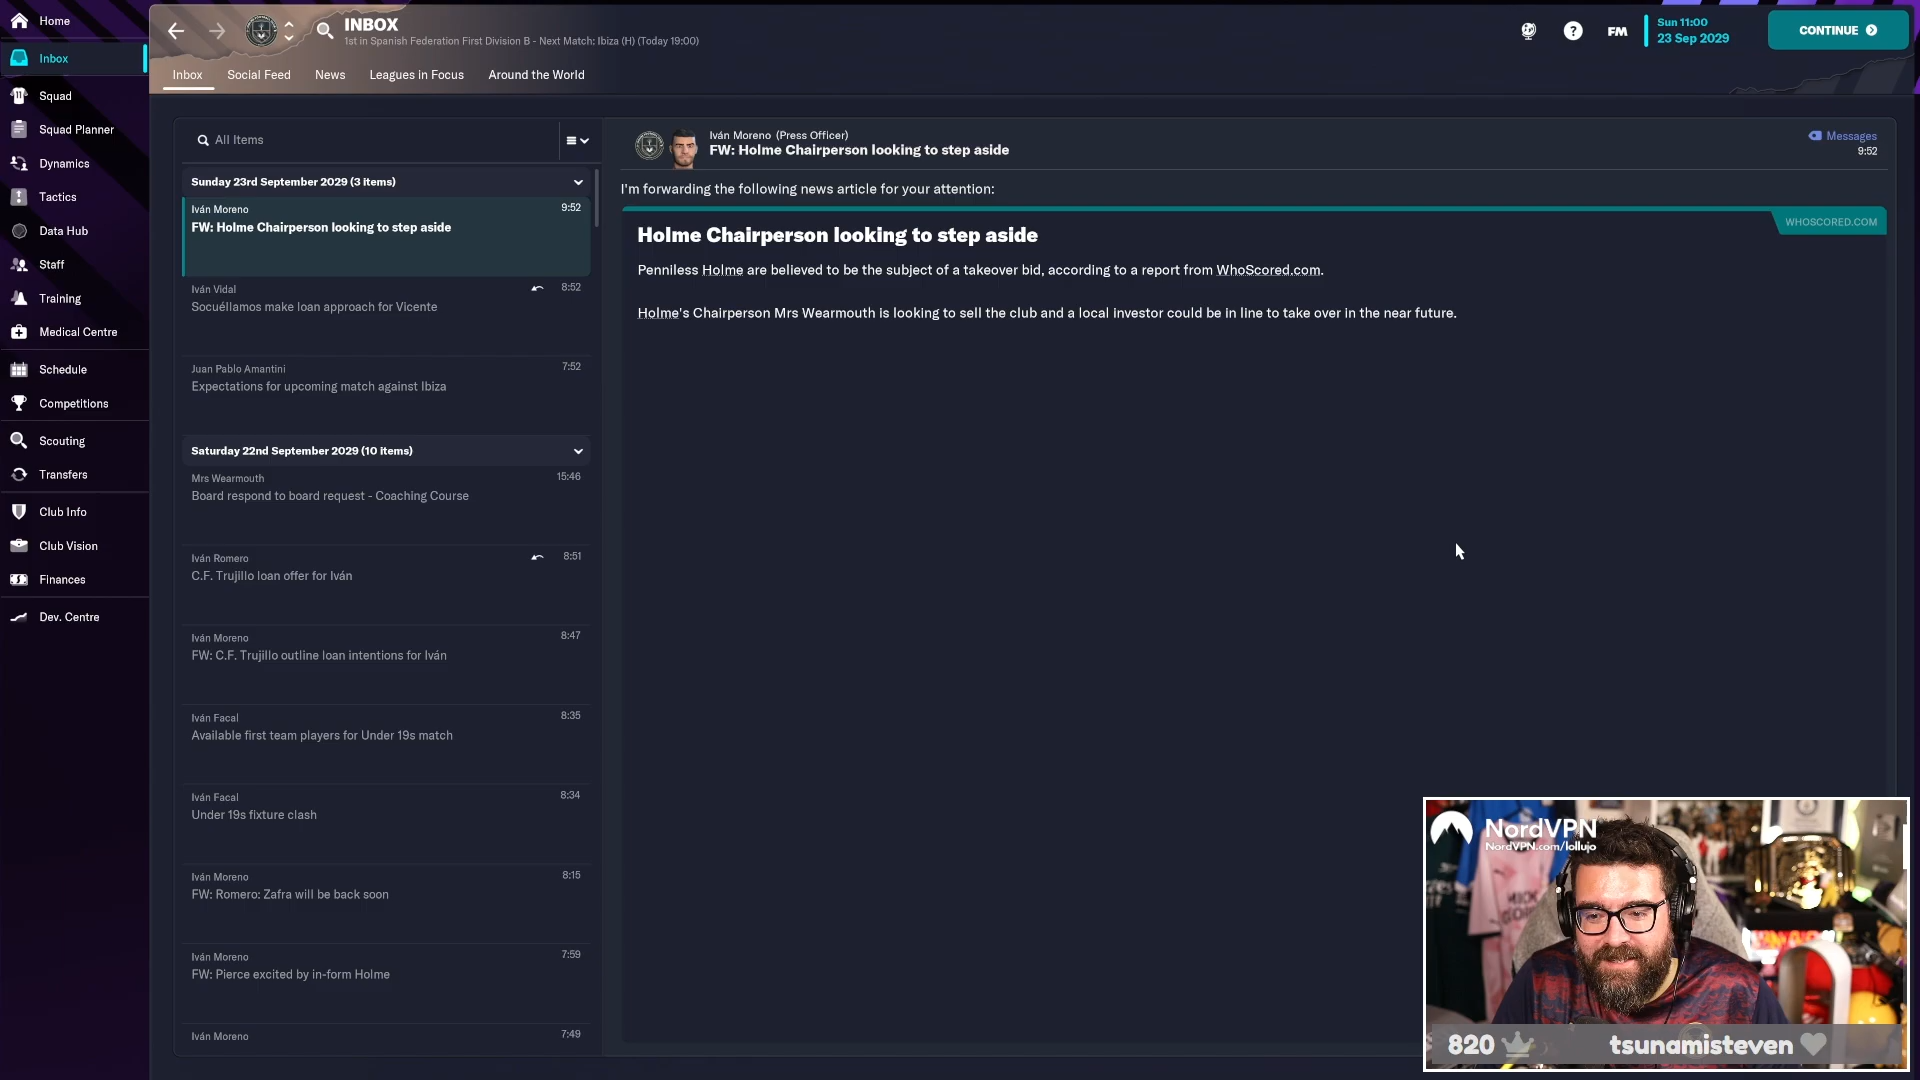 Home
Inbox
Squad
Squad Planner
Dynamics
Tactics
Data Hub
Staff
Training
Medical Centre
Schedule
Competitions
Scouting
Transfers
Club Info
Club Vision
Finances
Dev. Centre
INBOX
1st in Spanish Federation First Division B - Next Match: Ibiza (H) (Today 19:00)
FM
Sun 11:00
23 Sep 2029
CONTINUE
Inbox Social Feed News Leagues in Focus Around the World
All Items
Sunday 23rd September 2029 (3 items)
Iván Moreno 9:52
FW: Holme Chairperson looking to step aside
Iván Vidal 8:52
Socuéllamos make loan approach for Vicente
Juan Pablo Amantini 7:52
Expectations for upcoming match against Ibiza
Saturday 22nd September 2029 (10 items)
Mrs Wearmouth 15:46
Board respond to board request - Coaching Course
Iván Romero 8:51
C.F. Trujillo loan offer for Iván
Iván Moreno 8:47
FW: C.F. Trujillo outline loan intentions for Iván
Iván Facal 8:35
Available first team players for Under 19s match
Iván Facal 8:34
Under 19s fixture clash
Iván Moreno 8:15
FW: Romero: Zafra will be back soon
Iván Moreno 7:59
FW: Pierce excited by in-form Holme
Iván Moreno 7:49
Iván Moreno (Press Officer)
FW: Holme Chairperson looking to step aside
Messages
9:52
I'm forwarding the following news article for your attention:
WHOSCORED.COM
Holme Chairperson looking to step aside
Penniless Holme are believed to be the subject of a takeover bid, according to a report from WhoScored.com.
Holme's Chairperson Mrs Wearmouth is looking to sell the club and a local investor could be in line to take over in the near future.
NordVPN
NordVPN.com/lollujo
820 tsunamisteven